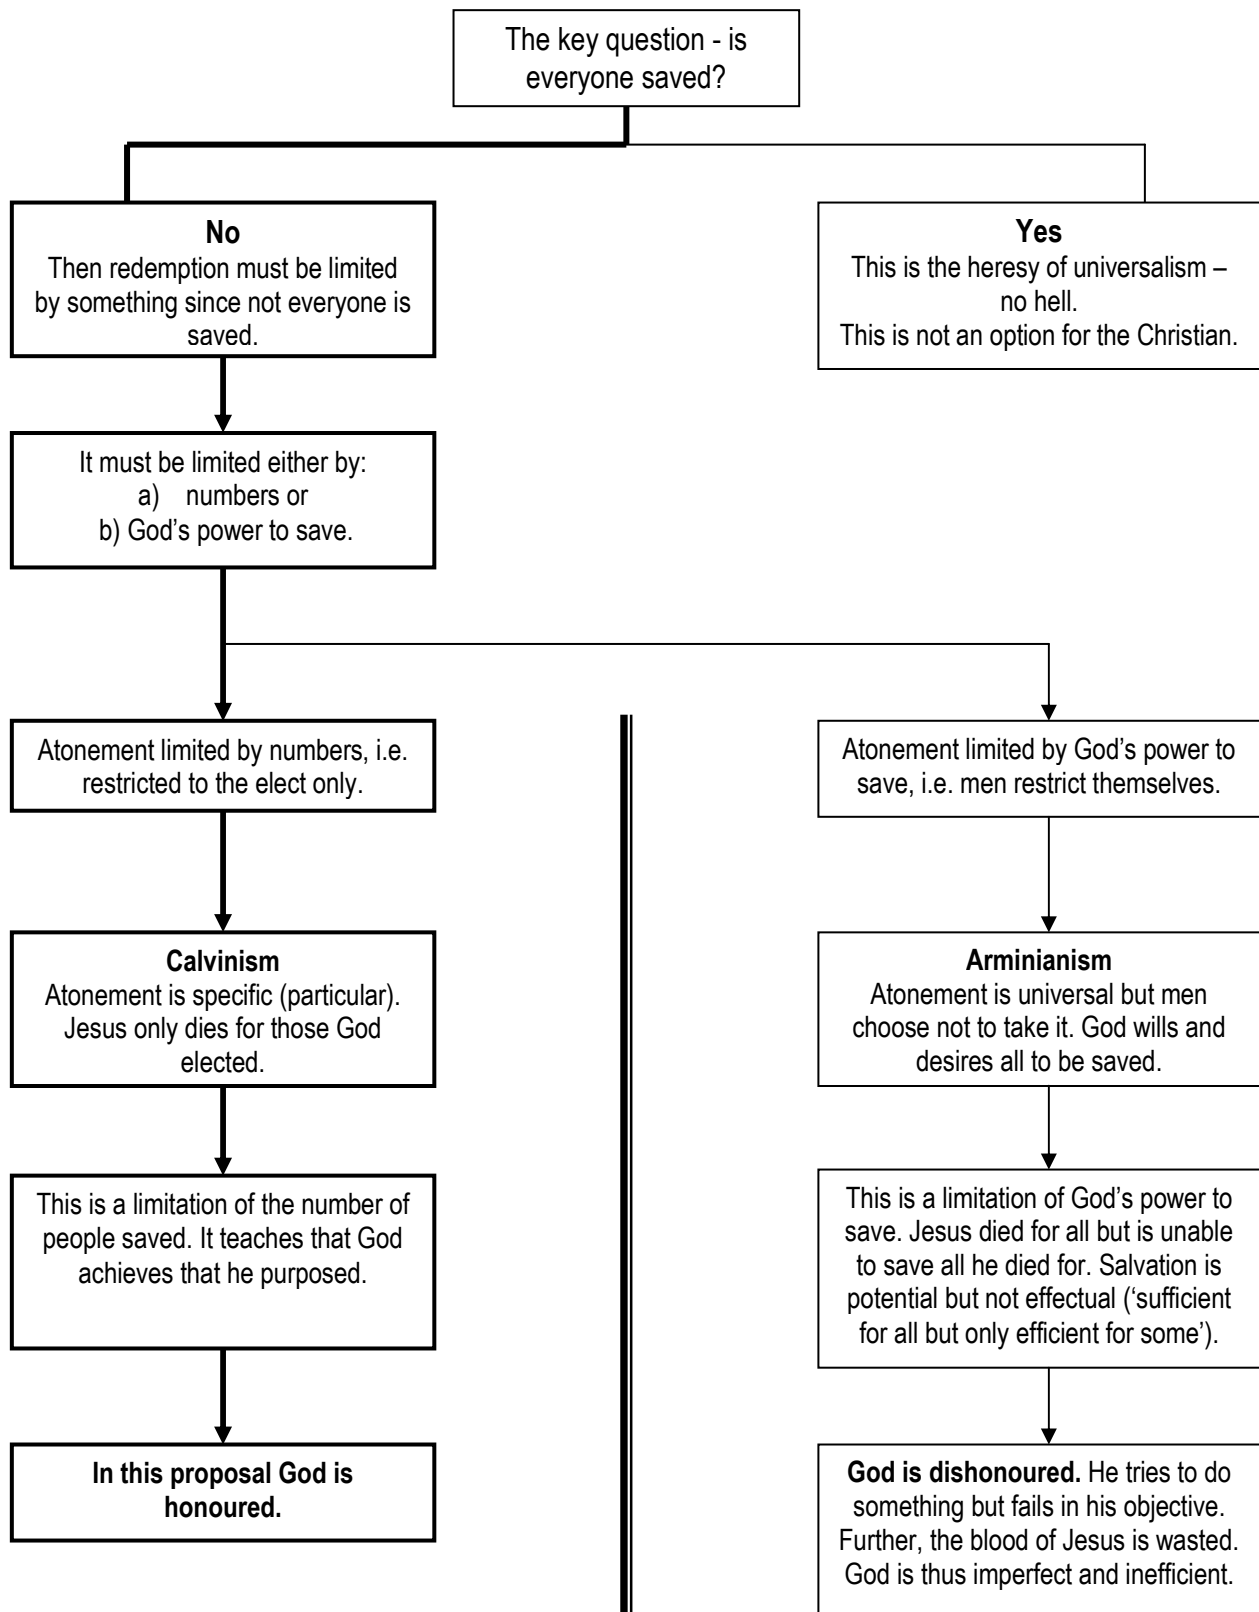 The key question - is
everyone saved?
No
Then redemption must be limited
by something since not everyone is
saved.
Yes
This is the heresy of universalism –
no hell.
This is not an option for the Christian.
It must be limited either by:
a) numbers or
b) God’s power to save.
Atonement limited by numbers, i.e.
restricted to the elect only.
Atonement limited by God’s power to
save, i.e. men restrict themselves.
Calvinism
Atonement is specific (particular).
Jesus only dies for those God
elected.
Arminianism
Atonement is universal but men
choose not to take it. God wills and
desires all to be saved.
This is a limitation of the number of
people saved. It teaches that God
achieves that he purposed.
This is a limitation of God’s power to
save. Jesus died for all but is unable
to save all he died for. Salvation is
potential but not effectual (‘sufficient
for all but only efficient for some’).
In this proposal God is
honoured.
God is dishonoured. He tries to do
something but fails in his objective.
Further, the blood of Jesus is wasted.
God is thus imperfect and inefficient.